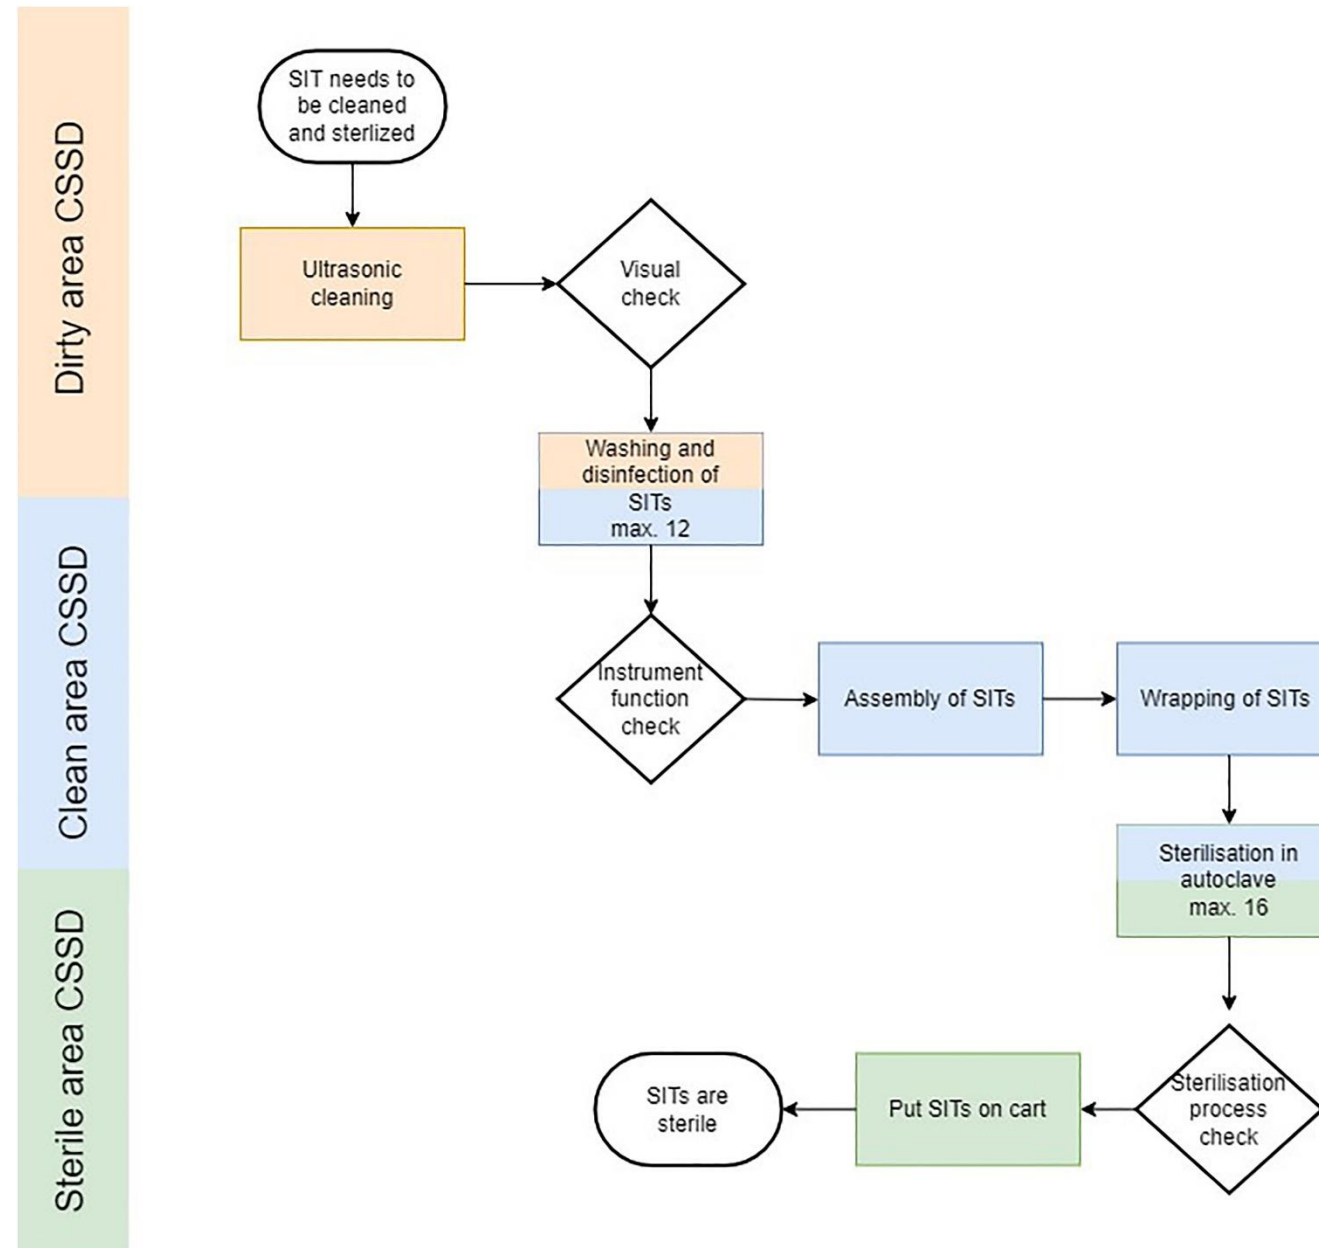 Dirty area CSSD
Clean area CSSD
Sterile area CSSD
SIT needs to
be cleaned
and sterlized
Ultrasonic
cleaning
Visual
check
Washing and
disinfection of
SITs
max. 12
Instrument
function
check
Assembly of SITs
Wrapping of SITs
Sterilisation in
autoclave
max. 16
Sterilisation
process
check
Put SITs on cart
SITs are
sterile